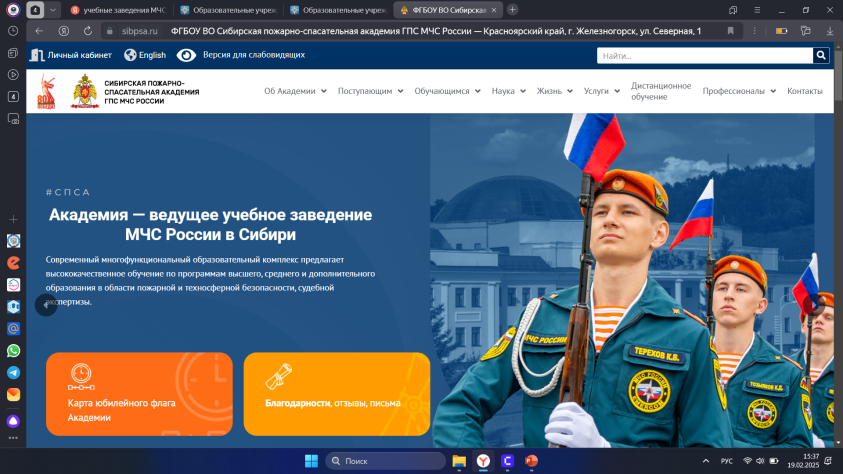 4
учебные заведения МЧС
Образовательные учреж
Образовательные учреж
ФГБОУ ВО Сибирская
sibpsa.ru
ФГБОУ ВО Сибирская пожарно-спасательная академия ГПС МЧС России — Красноярский край, г. Железногорск, ул. Северная, 1
Личный кабинет
English
Версия для слабовидящих
Найти...
СИБИРСКАЯ ПОЖАРНО-
СПАСАТЕЛЬНАЯ АКАДЕМИЯ
ГПС МЧС РОССИИ
Об Академии
Поступающим
Обучающимся
Наука
Жизнь
Услуги
Дистанционное
обучение
Профессионалы
Контакты
4
#СПСА
Академия — ведущее учебное заведение
МЧС России в Сибири
Современный многофункциональный образовательный комплекс предлагает
высококачественное обучение по программам высшего, среднего и дополнительного
образования в области пожарной и техносферной безопасности, судебной
экспертизы.
Карта юбилейного флага
Академии
Благодарности, отзывы, письма
МЧС РОССИИ
ТЕРЕХОВ К.В.
Поиск
РУС
15:37
19.02.2025